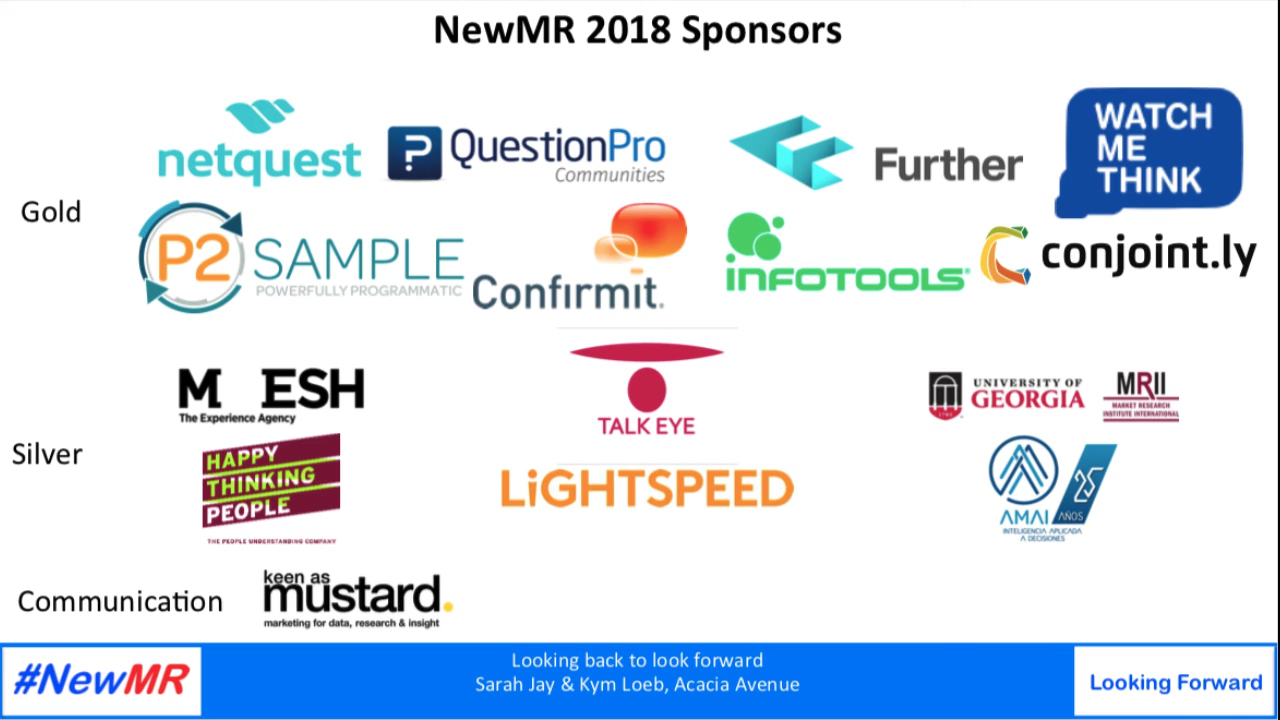 NewMR 2018 Sponsors
netquest
?
QuestionPro
Communities
Further
WATCH
ME
THINK
Gold
P2 SAMPLE
POWERFULLY PROGRAMMATIC
Confirmit.
iNFOTOOLS
conjoint.ly
M ESH
The Experience Agency
TALK EYE
UNIVERSITY OF
GEORGIA
MRII
MARKET RESEARCH
INSTITUTE INTERNATIONAL
Silver
HAPPY
THINKING
PEOPLE
THE PEOPLE UNDERSTANDING COMPANY
LiGHTSPEED
AMAI
25
AÑOS
INTELIGENCIA APLICADA
A DECISIONES
Communication
keen as
mustard.
marketing for data, research & insight
#NewMR
Looking back to look forward
Sarah Jay & Kym Loeb, Acacia Avenue
Looking Forward